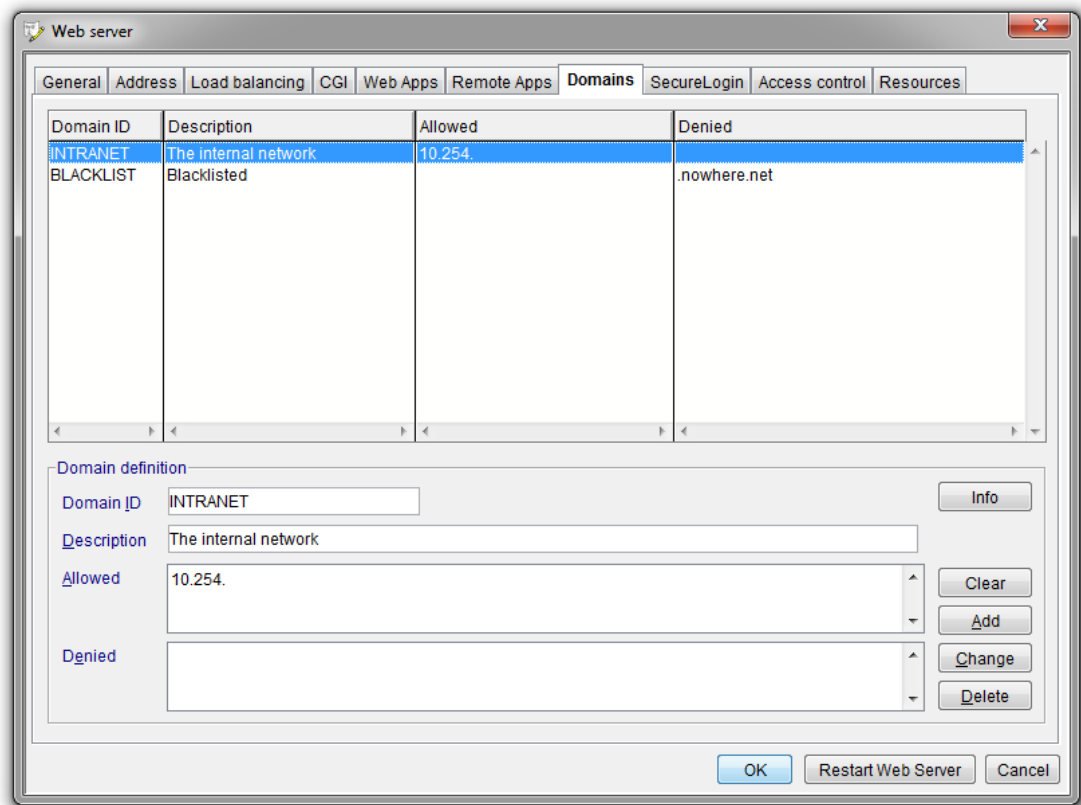 Web server
General Address Load balancing CGI Web Apps Remote Apps Domains SecureLogin Access control Resources
Domain ID Description Allowed Denied
INTRANET The internal network 10.254.
BLACKLIST Blacklisted .nowhere.net
Domain definition
Domain ID INTRANET Info
Description The internal network
Allowed 10.254. Clear
Add
Denied Change
Delete
OK Restart Web Server Cancel